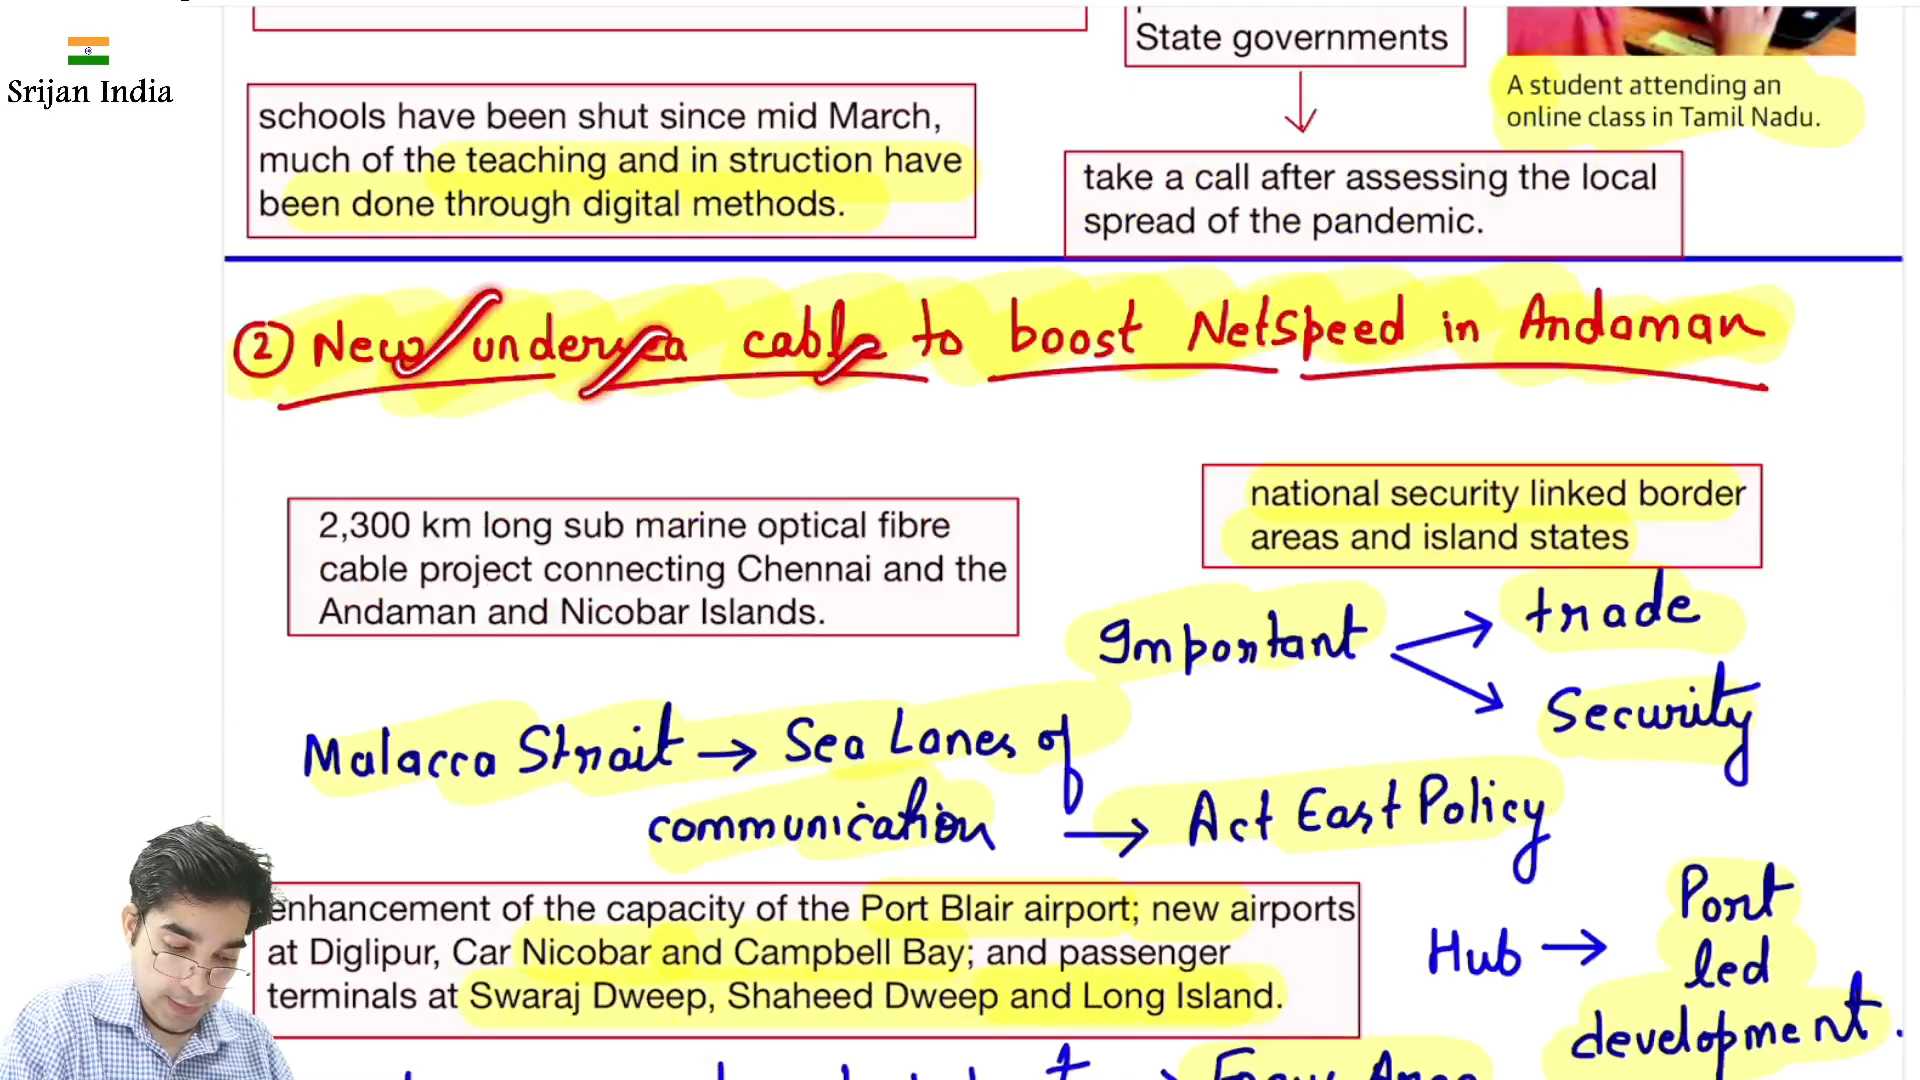 Srijan India
State governments
A student attending an
online class in Tamil Nadu.
schools have been shut since mid March,
much of the teaching and in struction have
been done through digital methods.
take a call after assessing the local
spread of the pandemic.
② New undersea cable to boost Netspeed in Andaman
national security linked border
areas and island states
2,300 km long sub marine optical fibre
cable project connecting Chennai and the
Andaman and Nicobar Islands.
Important
trade
Security
Malacca Strait → Sea Lanes of
communication → Act East Policy
enhancement of the capacity of the Port Blair airport; new airports
at Diglipur, Car Nicobar and Campbell Bay; and passenger
terminals at Swaraj Dweep, Shaheed Dweep and Long Island.
Hub → Port
led
development.